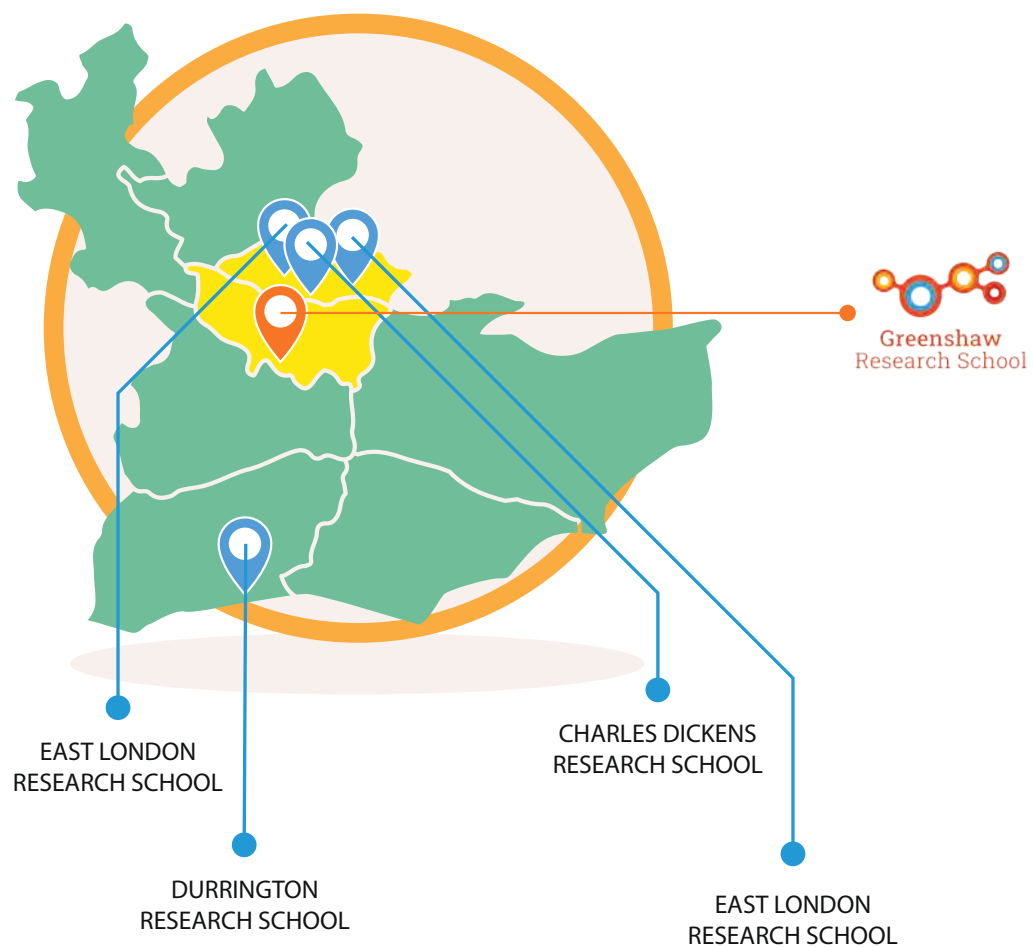 Greenshaw
Research School
EAST LONDON
RESEARCH SCHOOL
CHARLES DICKENS
RESEARCH SCHOOL
DURRINGTON
RESEARCH SCHOOL
EAST LONDON
RESEARCH SCHOOL